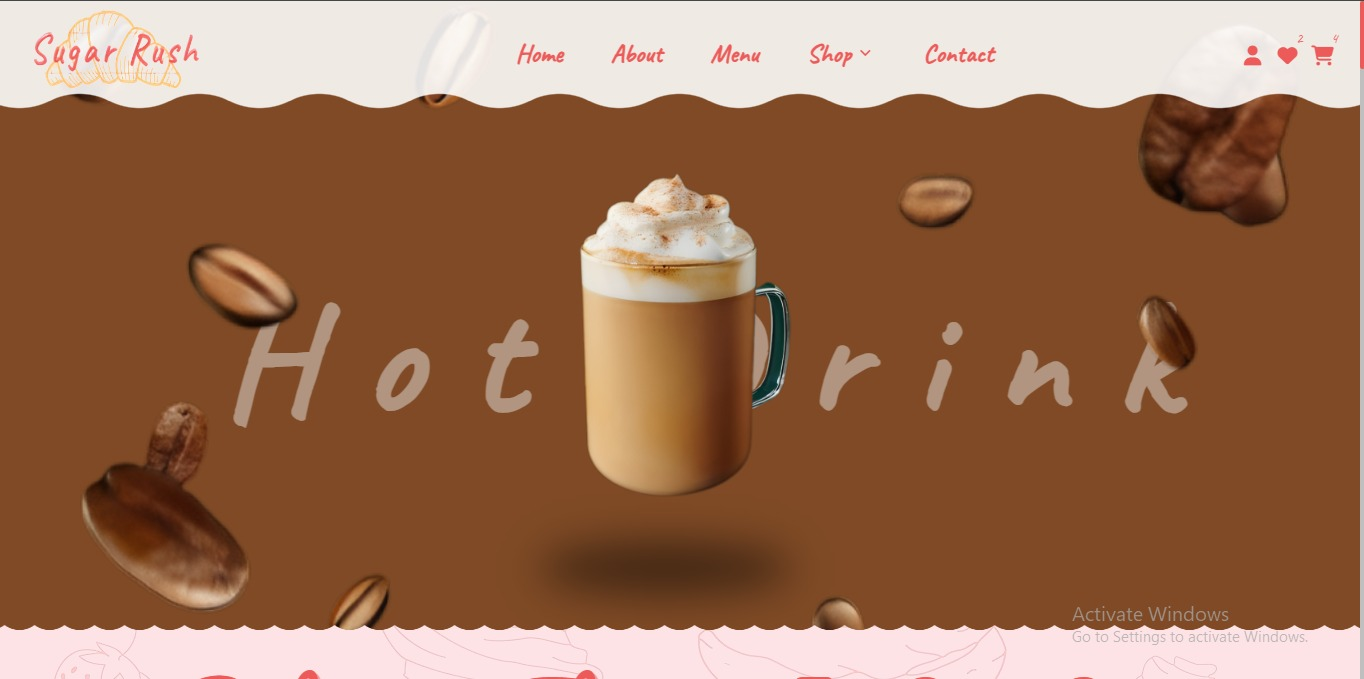 Sugar Rush
Home About Menu Shop Contact
2 4
Hot Drink
Activate Windows
Go to Settings to activate Windows.